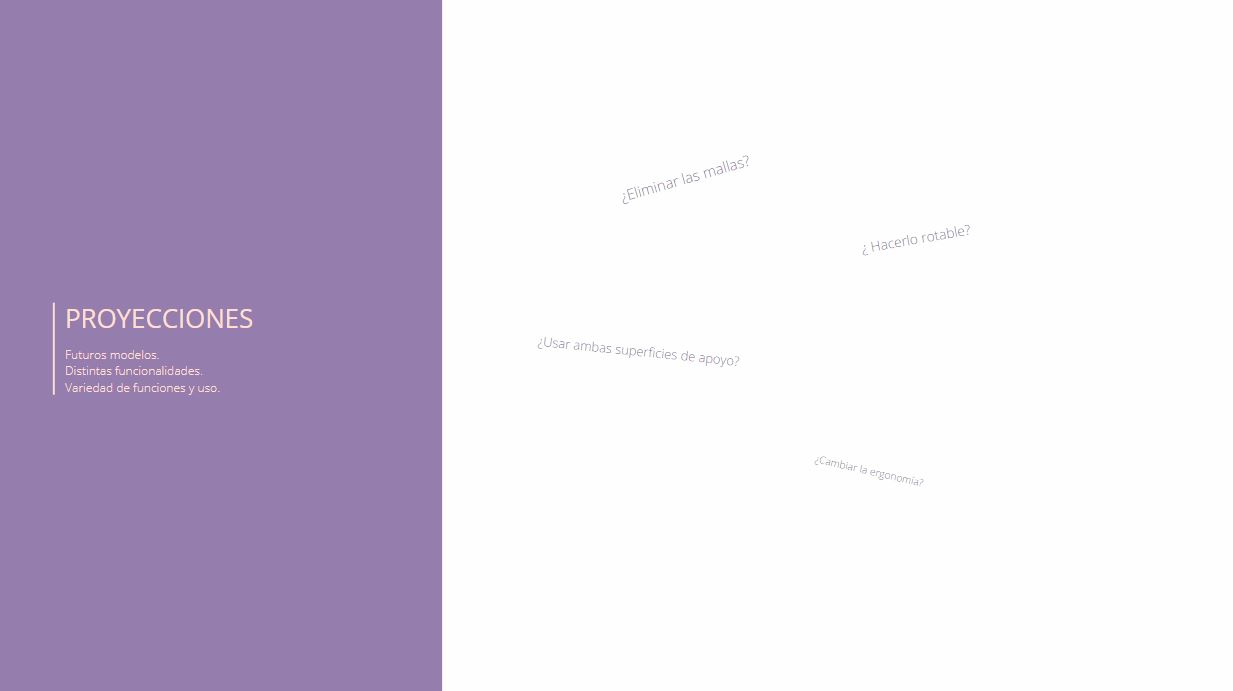 PROYECCIONES
Futuros modelos.
Distintas funcionalidades.
Variedad de funciones y uso.
¿Eliminar las mallas?
¿ Hacerlo rotable?
¿Usar ambas superficies de apoyo?
¿Cambiar la ergonomía?